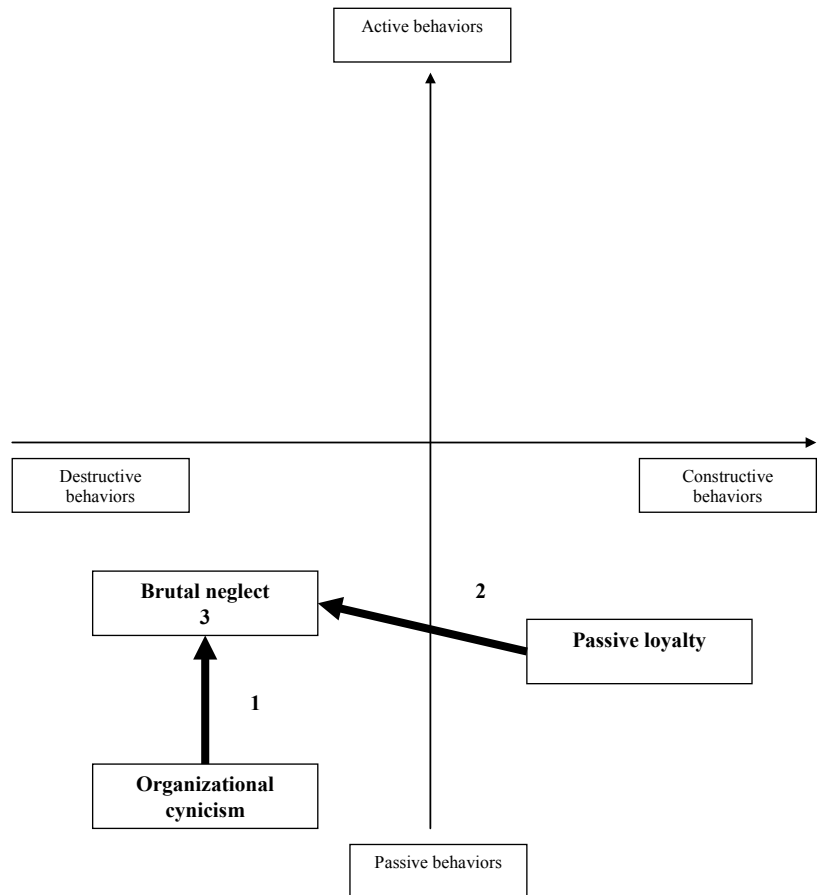 Active behaviors
Destructive
behaviors
Constructive
behaviors
Brutal neglect
3
2
Passive loyalty
1
Organizational
cynicism
Passive behaviors